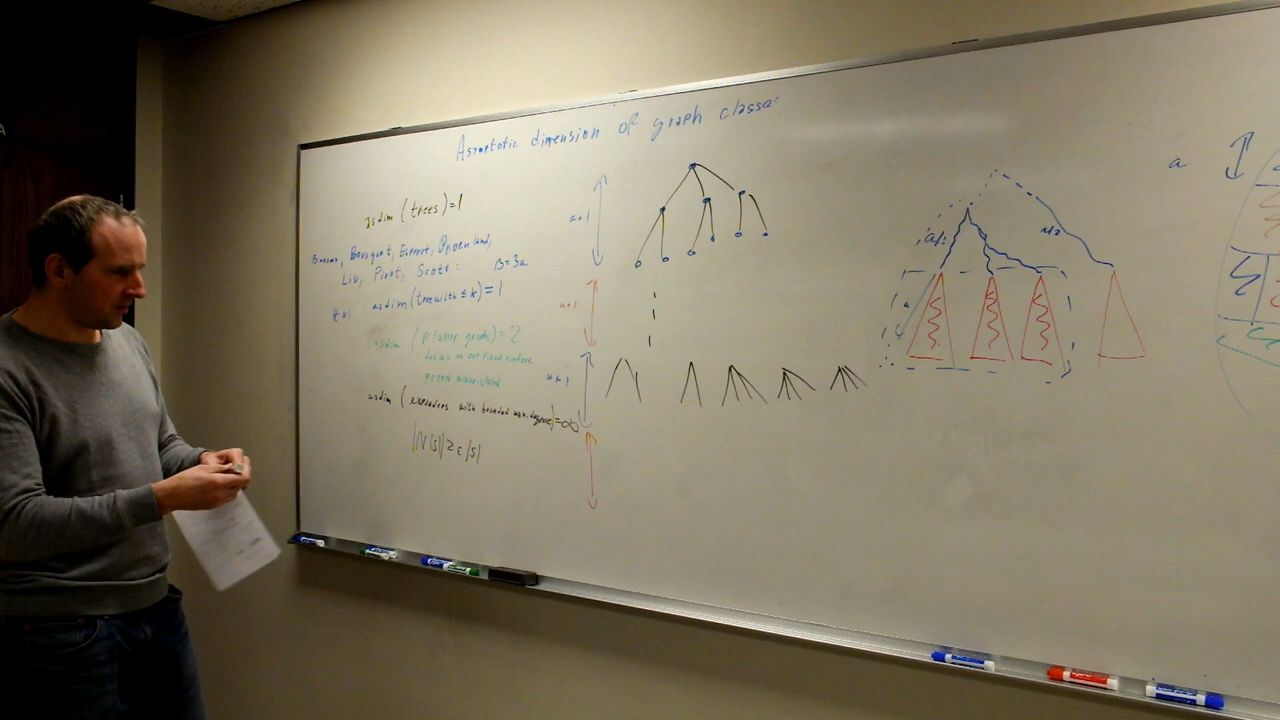 Asymptotic dimension of graph classes
asdim (trees)=1
Bousquet, Esperet, Groenland,
Liu, Pirot, Scott: B=3a
asdim (treewidth ≤ k)=1
asdim (planar graphs)=2
asdim (expanders with bounded max. degree)=∞
|N(S)|≥ε|S|
a+1
a+1
a+1
a/2
a/2
a
a